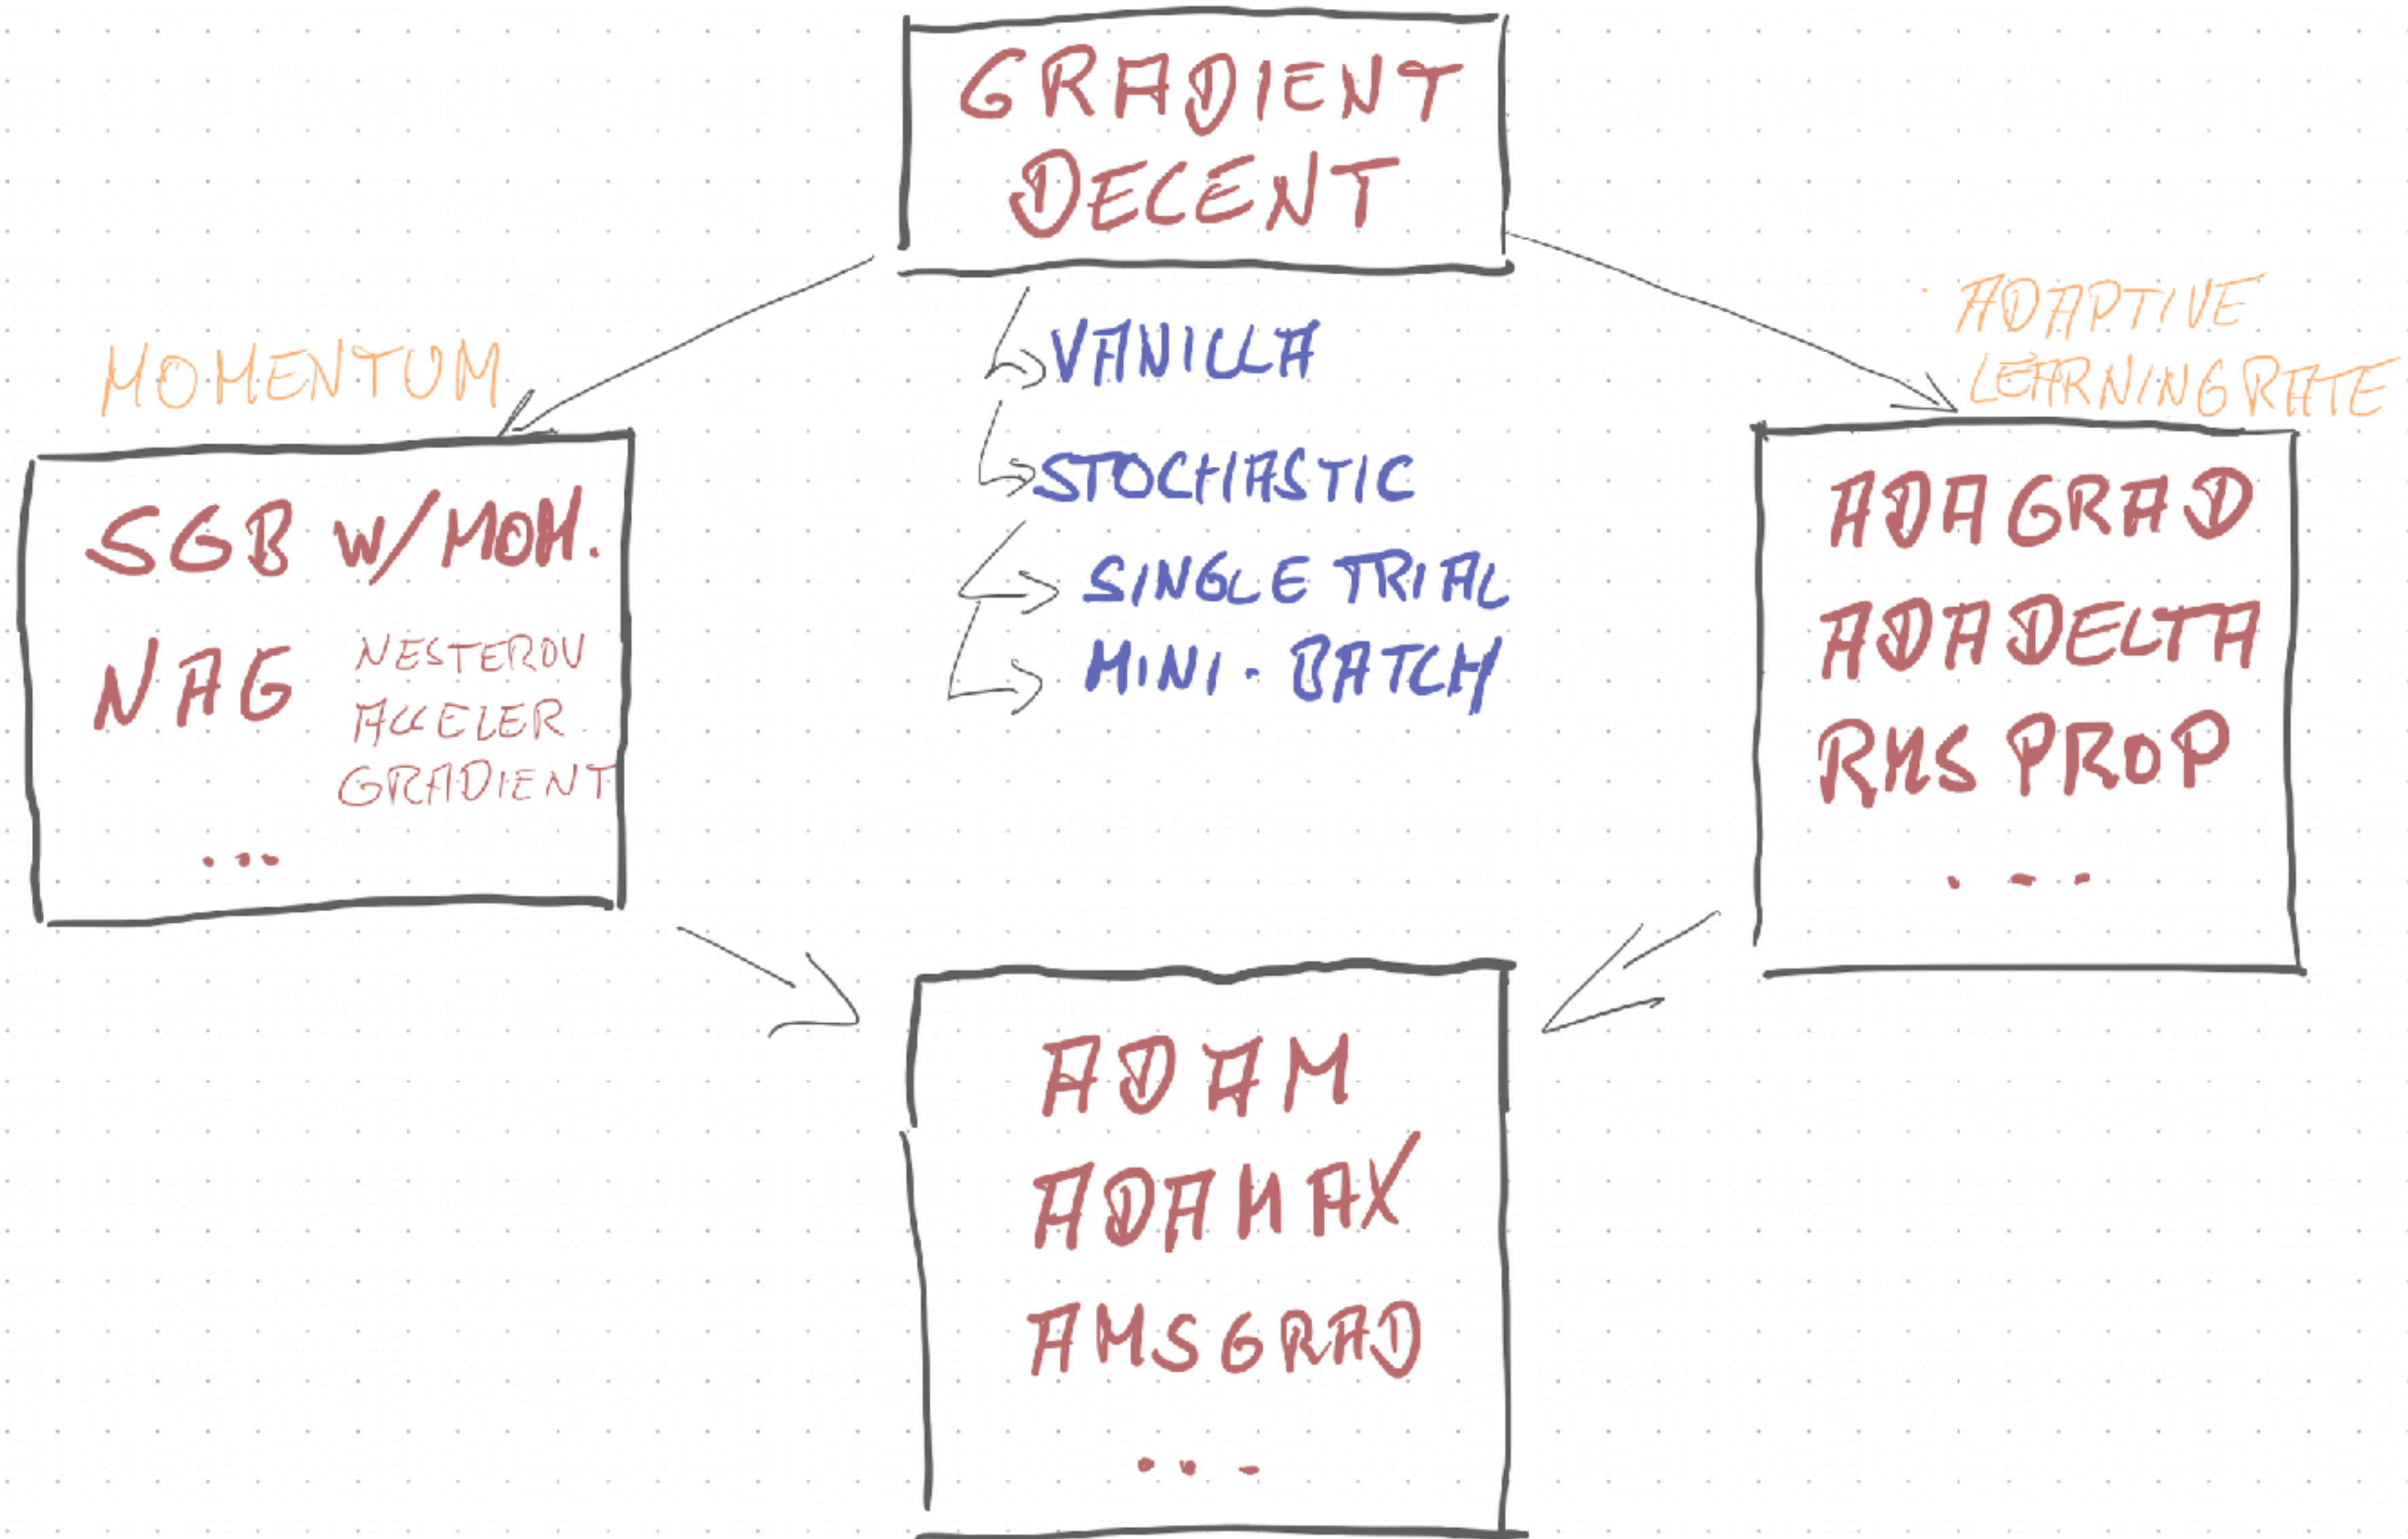 GRADIENT
DECENT
MOMENTUM
SGB W/MOM.
NAG
NESTEROV
ACCELER.
GRADIENT
...
VANILLA
STOCHASTIC
SINGLE TRIAL
MINI-BATCH
ADAPTIVE
LEARNING RATE
ADAGRAD
ADADELTA
RMS PROP
...
ADAM
ADAMAX
AMSGRAD
...